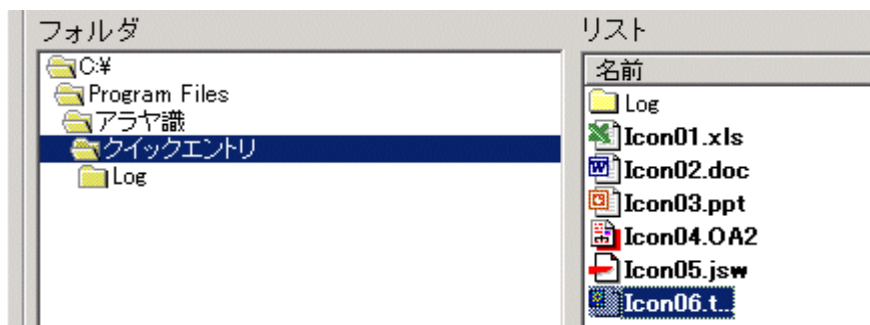 フォルダ
C:¥
Program Files
アラヤ識
クイックエントリ
Log
リスト
名前
Log
Icon01.xls
Icon02.doc
Icon03.ppt
Icon04.OA2
Icon05.jsw
Icon06.t...